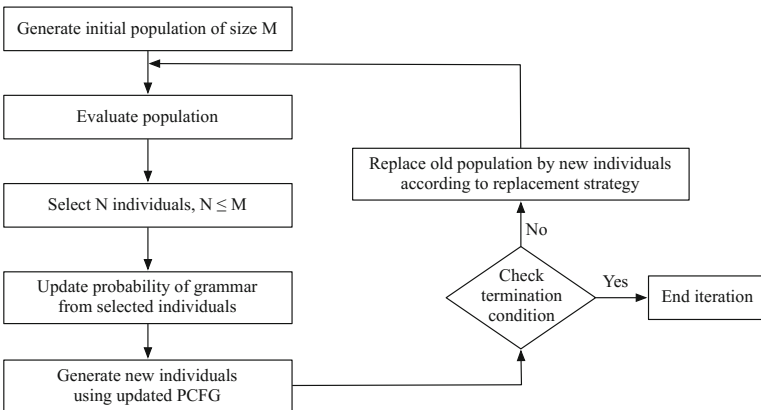 Generate initial population of size M
Evaluate population
Select N individuals, N ≤ M
Update probability of grammar
from selected individuals
Generate new individuals
using updated PCFG
Replace old population by new individuals
according to replacement strategy
No
Check
termination
condition
Yes
End iteration